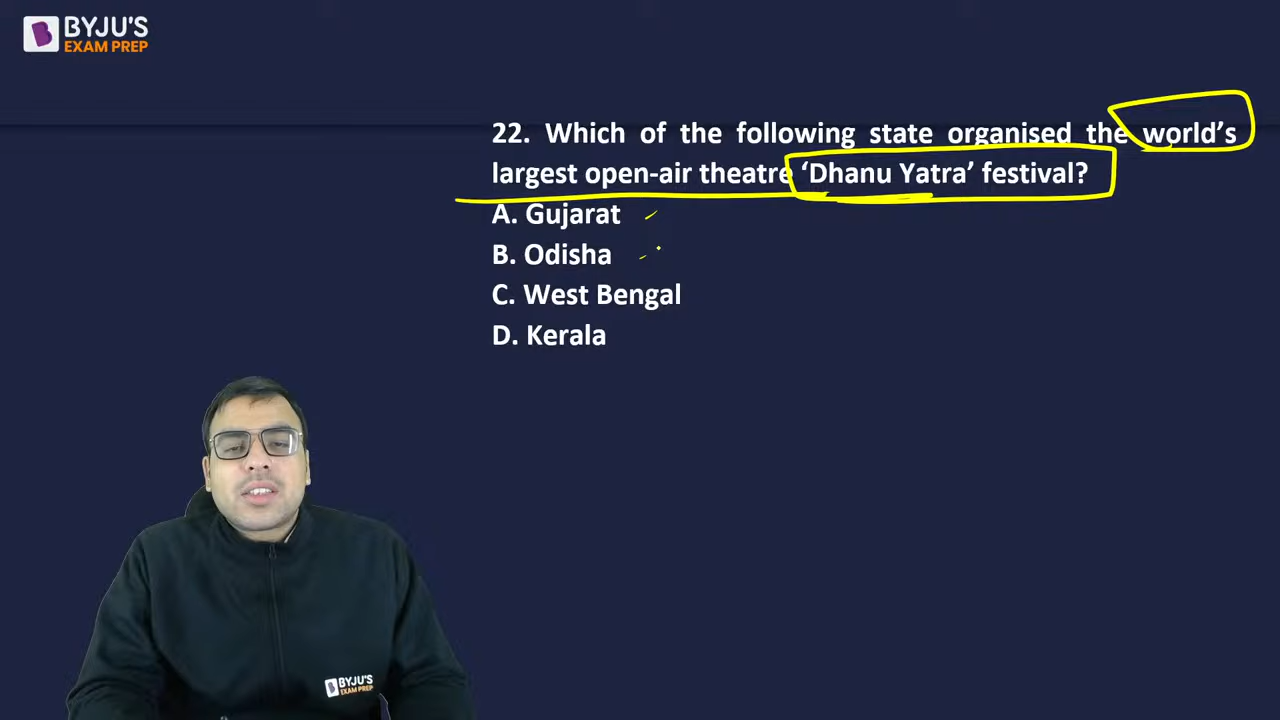 BYJU'S
EXAM PREP
22. Which of the following state organised the world's
largest open-air theatre 'Dhanu Yatra' festival?
A. Gujarat
B. Odisha
C. West Bengal
D. Kerala
BYJU'S
EXAM PREP